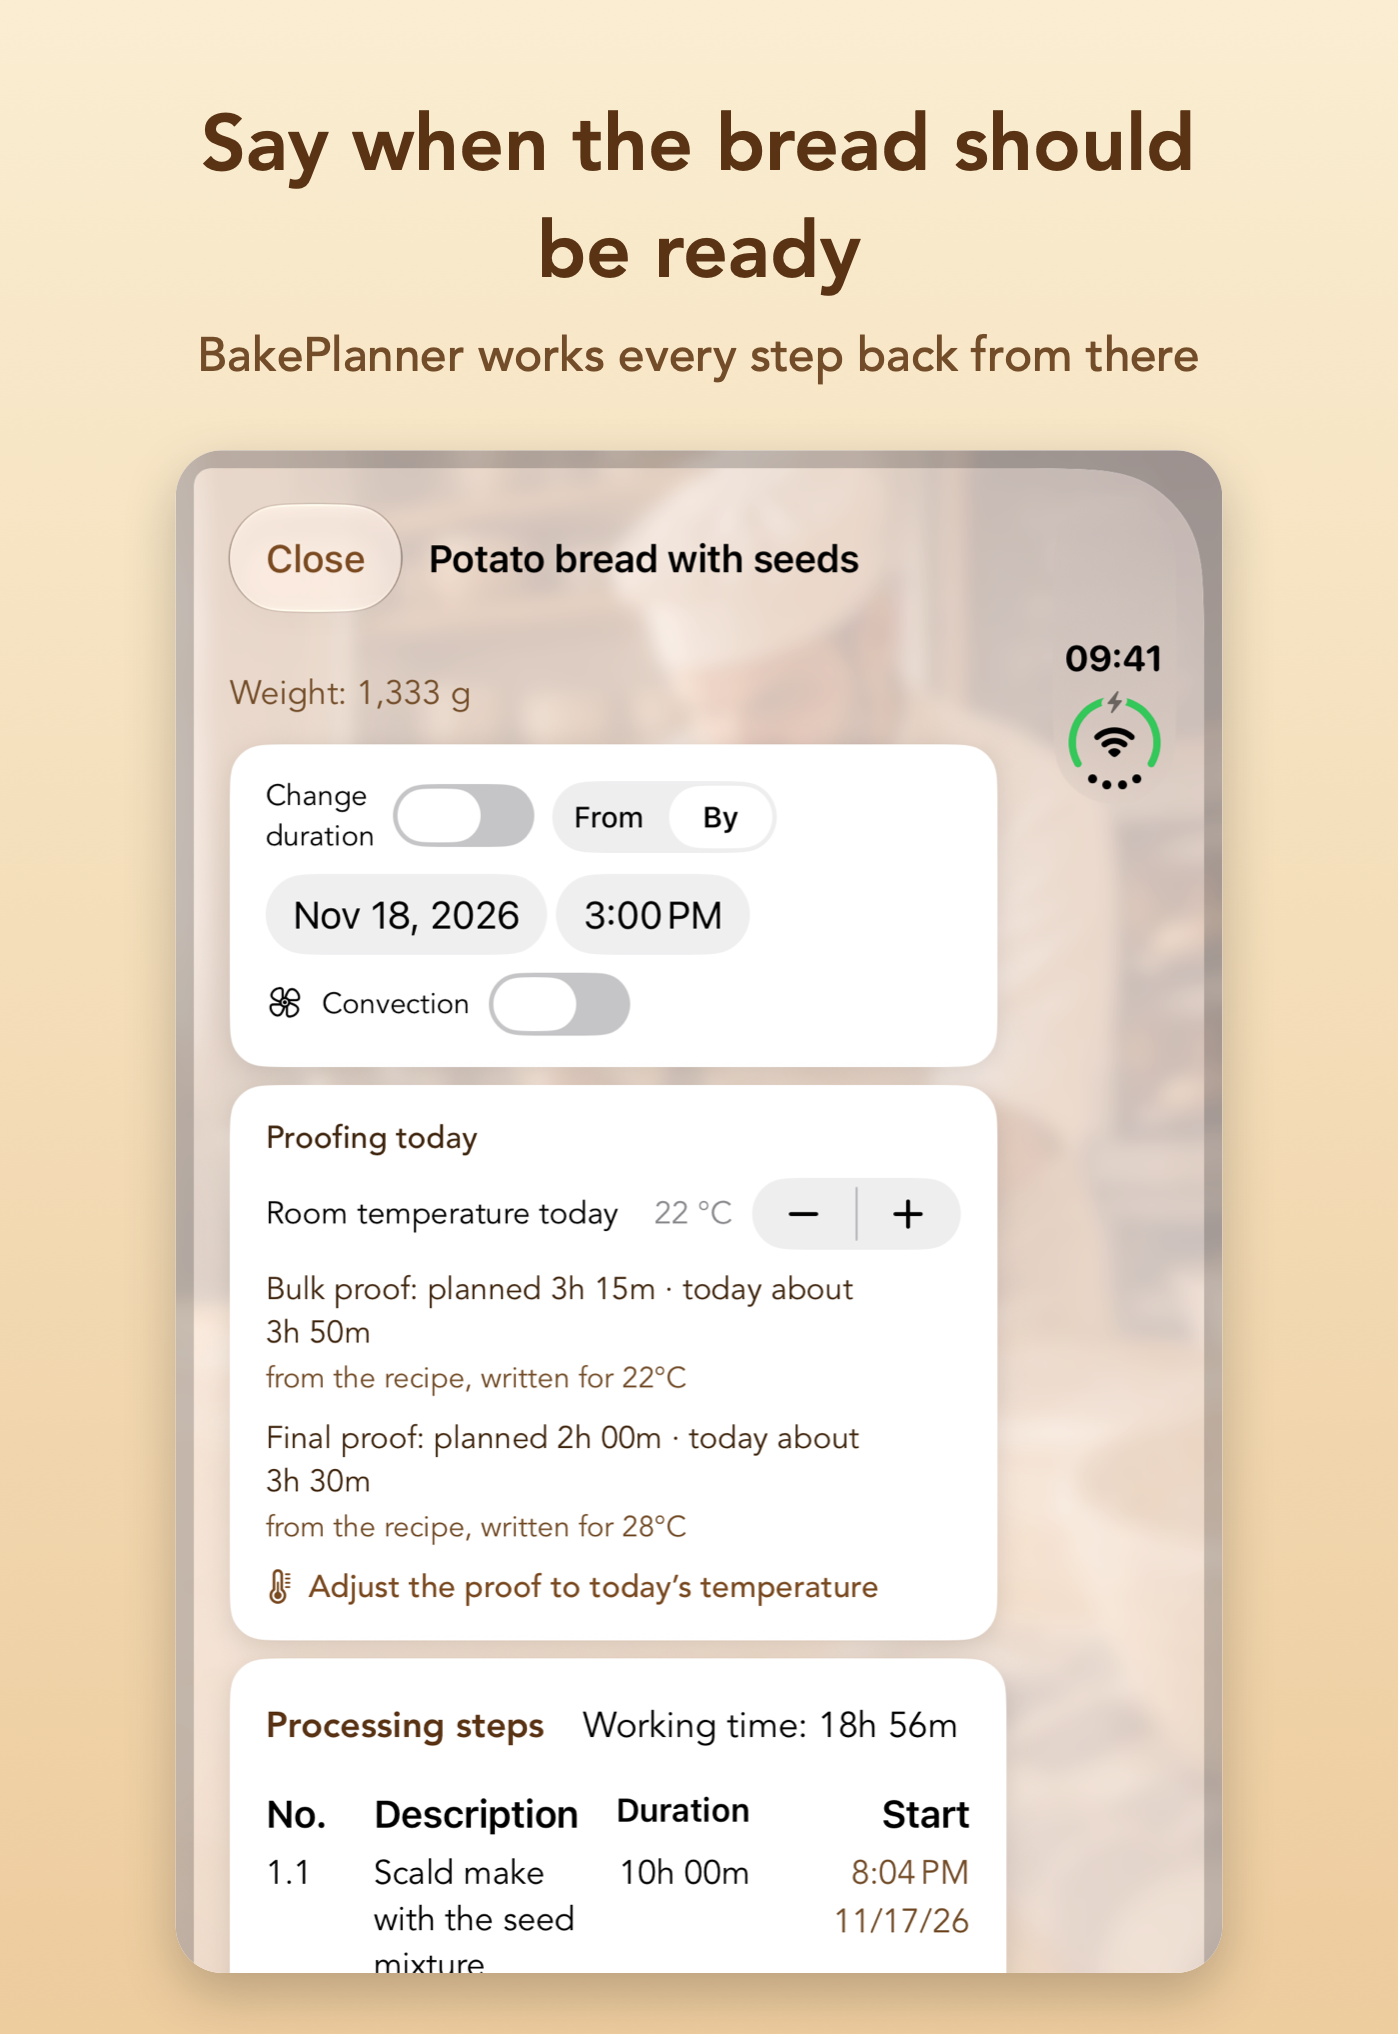 Say when the bread should
be ready
BakePlanner works every step back from there
Close
Potato bread with seeds
09:41
Weight: 1,333 g
Change
duration
From
By
Nov 18, 2026
3:00 PM
Convection
Proofing today
Room temperature today
22 °C
Bulk proof: planned 3h 15m · today about
3h 50m
from the recipe, written for 22°C
Final proof: planned 2h 00m · today about
3h 30m
from the recipe, written for 28°C
Adjust the proof to today’s temperature
Processing steps
Working time: 18h 56m
No.
Description
Duration
Start
1.1
Scald make
10h 00m
8:04 PM
with the seed
11/17/26
mixture